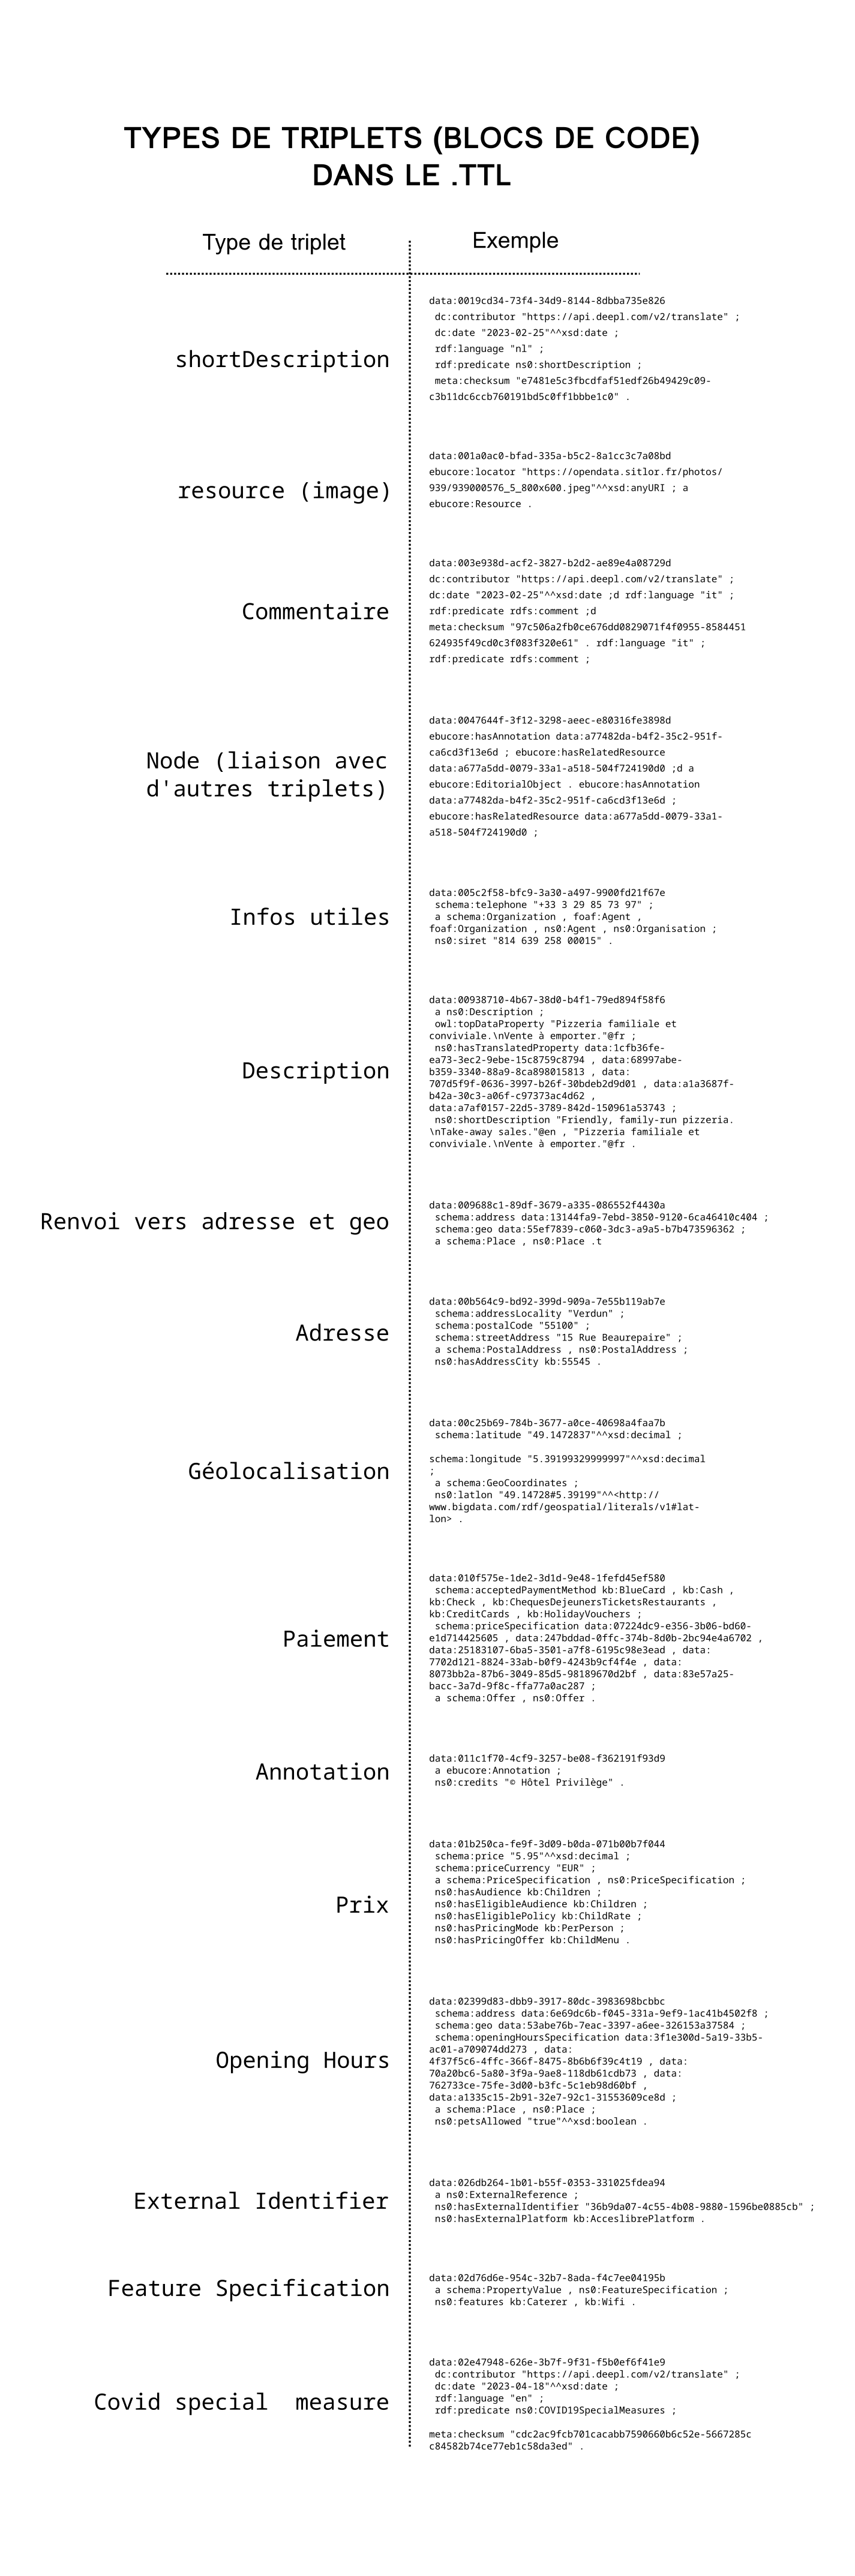 TYPES DE TRIPLETS (BLOCS DE CODE)
DANS LE .TTL
Type de triplet
Exemple
shortDescription
data:0019cd34-73f4-34d9-8144-8dbba735e826
dc:contributor "https://api.deepl.com/v2/translate" ;
dc:date "2023-02-25"^^xsd:date ;
rdf:language "nl" ;
rdf:predicate ns0:shortDescription ;
meta:checksum "e7481e5c3fbcdfaf51edf26b49429c09-
c3b11dc6ccb760191bd5c0ff1bbbe1c0" .
resource (image)
data:001a0ac0-bfad-335a-b5c2-8a1cc3c7a08bd
ebucore:locator "https://opendata.sitlor.fr/photos/
939/939000576_5_800x600.jpeg"^^xsd:anyURI ; a
ebucore:Resource .
Commentaire
data:003e938d-acf2-3827-b2d2-ae89e4a08729d
dc:contributor "https://api.deepl.com/v2/translate" ;
dc:date "2023-02-25"^^xsd:date ;d rdf:language "it" ;
rdf:predicate rdfs:comment ;d
meta:checksum "97c506a2fb0ce676dd0829071f4f0955-8584451
624935f49cd0c3f083f320e61" . rdf:language "it" ;
rdf:predicate rdfs:comment ;
Node (liaison avec
d'autres triplets)
data:0047644f-3f12-3298-aeec-e80316fe3898d
ebucore:hasAnnotation data:a77482da-b4f2-35c2-951f-
ca6cd3f13e6d ; ebucore:hasRelatedResource
data:a677a5dd-0079-33a1-a518-504f724190d0 ;d a
ebucore:EditorialObject . ebucore:hasAnnotation
data:a77482da-b4f2-35c2-951f-ca6cd3f13e6d ;
ebucore:hasRelatedResource data:a677a5dd-0079-33a1-
a518-504f724190d0 ;
Infos utiles
data:005c2f58-bfc9-3a30-a497-9900fd21f67e
schema:telephone "+33 3 29 85 73 97" ;
a schema:Organization , foaf:Agent ,
foaf:Organization , ns0:Agent , ns0:Organisation ;
ns0:siret "814 639 258 00015" .
Description
data:00938710-4b67-38d0-b4f1-79ed894f58f6
a ns0:Description ;
owl:topDataProperty "Pizzeria familiale et
conviviale.\nVente à emporter."@fr ;
ns0:hasTranslatedProperty data:1cfb36fe-
ea73-3ec2-9ebe-15c8759c8794 , data:68997abe-
b359-3340-88a9-8ca898015813 , data:
707d5f9f-0636-3997-b26f-30bdeb2d9d01 , data:a1a3687f-
b42a-30c3-a06f-c97373ac4d62 ,
data:a7af0157-22d5-3789-842d-150961a53743 ;
ns0:shortDescription "Friendly, family-run pizzeria.
\nTake-away sales."@en , "Pizzeria familiale et
conviviale.\nVente à emporter."@fr .
Renvoi vers adresse et geo
data:009688c1-89df-3679-a335-086552f4430a
schema:address data:13144fa9-7ebd-3850-9120-6ca46410c404 ;
schema:geo data:55ef7839-c060-3dc3-a9a5-b7b473596362 ;
a schema:Place , ns0:Place .t
Adresse
data:00b564c9-bd92-399d-909a-7e55b119ab7e
schema:addressLocality "Verdun" ;
schema:postalCode "55100" ;
schema:streetAddress "15 Rue Beaurepaire" ;
a schema:PostalAddress , ns0:PostalAddress ;
ns0:hasAddressCity kb:55545 .
Géolocalisation
data:00c25b69-784b-3677-a0ce-40698a4faa7b
schema:latitude "49.1472837"^^xsd:decimal ;
schema:longitude "5.39199329999997"^^xsd:decimal
;
a schema:GeoCoordinates ;
ns0:latlon "49.14728#5.39199"^^<http://
www.bigdata.com/rdf/geospatial/literals/v1#lat-
lon> .
Paiement
data:010f575e-1de2-3d1d-9e48-1fefd45ef580
schema:acceptedPaymentMethod kb:BlueCard , kb:Cash ,
kb:Check , kb:ChequesDejeunersTicketsRestaurants ,
kb:CreditCards , kb:HolidayVouchers ;
schema:priceSpecification data:07224dc9-e356-3b06-bd60-
e1d714425605 , data:247bddad-0ffc-374b-8d0b-2bc94e4a6702 ,
data:25183107-6ba5-3501-a7f8-6195c98e3ead , data:
7702d121-8824-33ab-b0f9-4243b9cf4f4e , data:
8073bb2a-87b6-3049-85d5-98189670d2bf , data:83e57a25-
bacc-3a7d-9f8c-ffa77a0ac287 ;
a schema:Offer , ns0:Offer .
Annotation
data:011c1f70-4cf9-3257-be08-f362191f93d9
a ebucore:Annotation ;
ns0:credits "© Hôtel Privilège" .
Prix
data:01b250ca-fe9f-3d09-b0da-071b00b7f044
schema:price "5.95"^^xsd:decimal ;
schema:priceCurrency "EUR" ;
a schema:PriceSpecification , ns0:PriceSpecification ;
ns0:hasAudience kb:Children ;
ns0:hasEligibleAudience kb:Children ;
ns0:hasEligiblePolicy kb:ChildRate ;
ns0:hasPricingMode kb:PerPerson ;
ns0:hasPricingOffer kb:ChildMenu .
Opening Hours
data:02399d83-dbb9-3917-80dc-3983698bcbbc
schema:address data:6e69dc6b-f045-331a-9ef9-1ac41b4502f8 ;
schema:geo data:53abe76b-7eac-3397-a6ee-326153a37584 ;
schema:openingHoursSpecification data:3f1e300d-5a19-33b5-
ac01-a709074dd273 , data:
4f37f5c6-4ffc-366f-8475-8b6b6f39c4t19 , data:
70a20bc6-5a80-3f9a-9ae8-118db61cdb73 , data:
762733ce-75fe-3d00-b3fc-5c1eb98d60bf ,
data:a1335c15-2b91-32e7-92c1-31553609ce8d ;
a schema:Place , ns0:Place ;
ns0:petsAllowed "true"^^xsd:boolean .
External Identifier
data:026db264-1b01-b55f-0353-331025fdea94
a ns0:ExternalReference ;
ns0:hasExternalIdentifier "36b9da07-4c55-4b08-9880-1596be0885cb" ;
ns0:hasExternalPlatform kb:AcceslibrePlatform .
Feature Specification
data:02d76d6e-954c-32b7-8ada-f4c7ee04195b
a schema:PropertyValue , ns0:FeatureSpecification ;
ns0:features kb:Caterer , kb:Wifi .
Covid special  measure
data:02e47948-626e-3b7f-9f31-f5b0ef6f41e9
dc:contributor "https://api.deepl.com/v2/translate" ;
dc:date "2023-04-18"^^xsd:date ;
rdf:language "en" ;
rdf:predicate ns0:COVID19SpecialMeasures ;
meta:checksum "cdc2ac9fcb701cacabb7590660b6c52e-5667285c
c84582b74ce77eb1c58da3ed" .